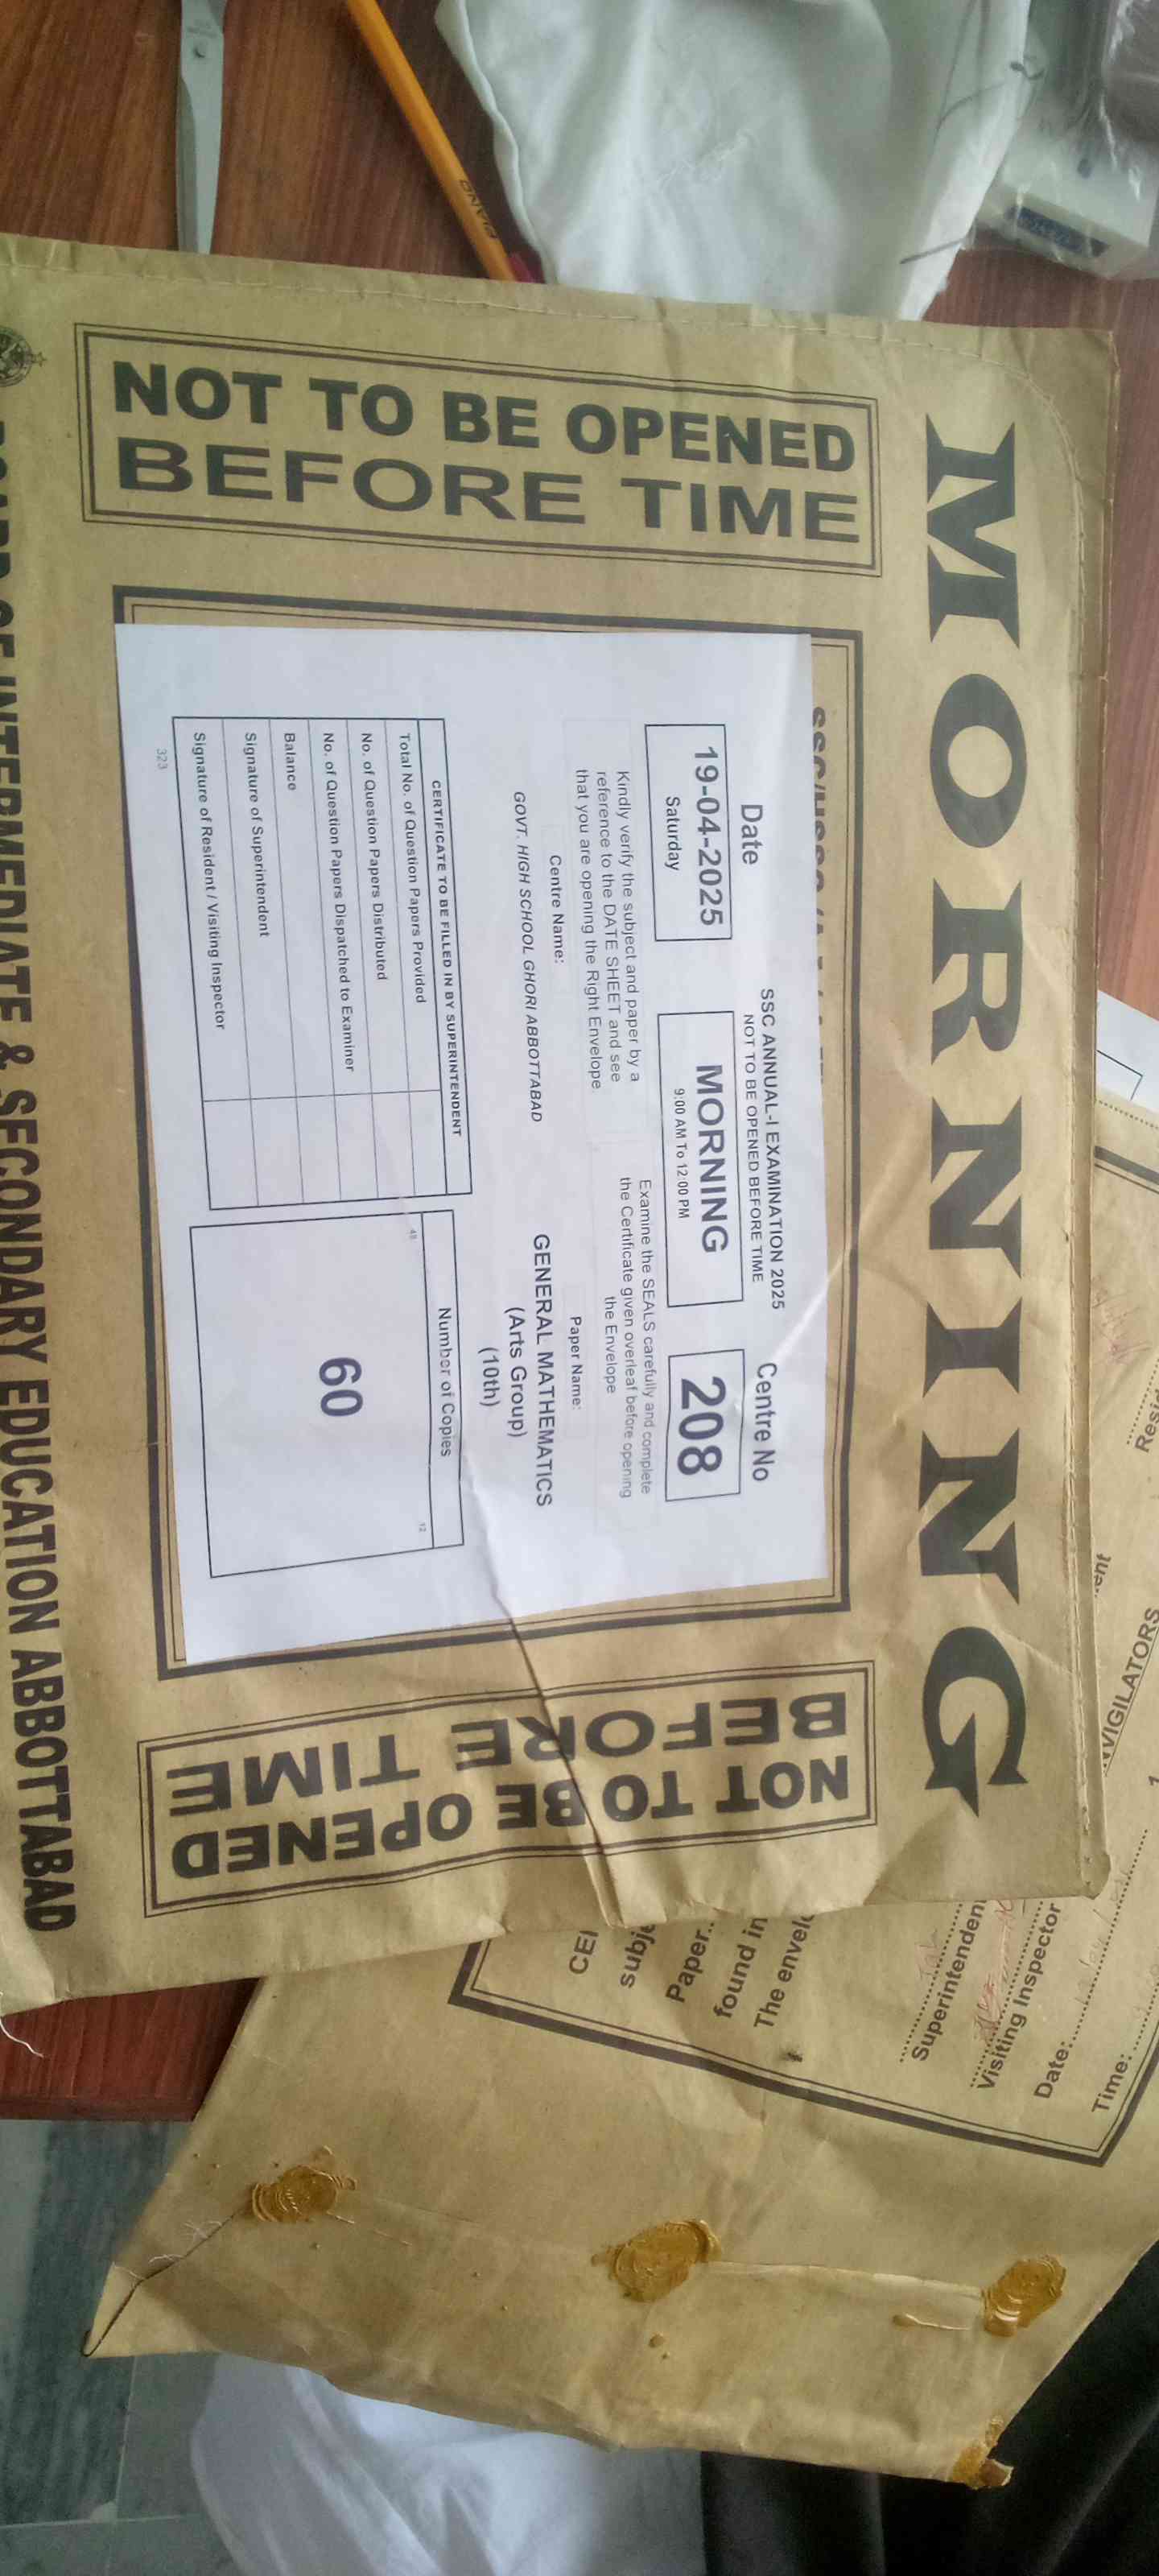 MORNING
NOT TO BE OPENED
BEFORE TIME
SSC ANNUAL-I EXAMINATION 2025
NOT TO BE OPENED BEFORE TIME
Date
19-04-2025
Saturday
MORNING
9:00 AM To 12:00 PM
Centre No
208
Kindly verify the subject and paper by a
reference to the DATE SHEET and see
that you are opening the Right Envelope
Examine the SEALS carefully and complete
the Certificate given overleaf before opening
the Envelope
Centre Name:
GOVT. HIGH SCHOOL GHORI ABBOTTABAD
Paper Name:
GENERAL MATHEMATICS
(Arts Group)
(10th)
CERTIFICATE TO BE FILLED IN BY SUPERINTENDENT
Total No. of Question Papers Provided
No. of Question Papers Distributed
No. of Question Papers Dispatched to Examiner
Balance
Signature of Superintendent
Signature of Resident / Visiting Inspector
323
Number of Copies
12
48
60
NOT TO BE OPENED
BEFORE TIME
BOARD OF INTERMEDIATE & SECONDARY EDUCATION ABBOTTABAD
PIANO
Paper..
found in
The
Superintendent
Visiting Inspector
Date:
Time: